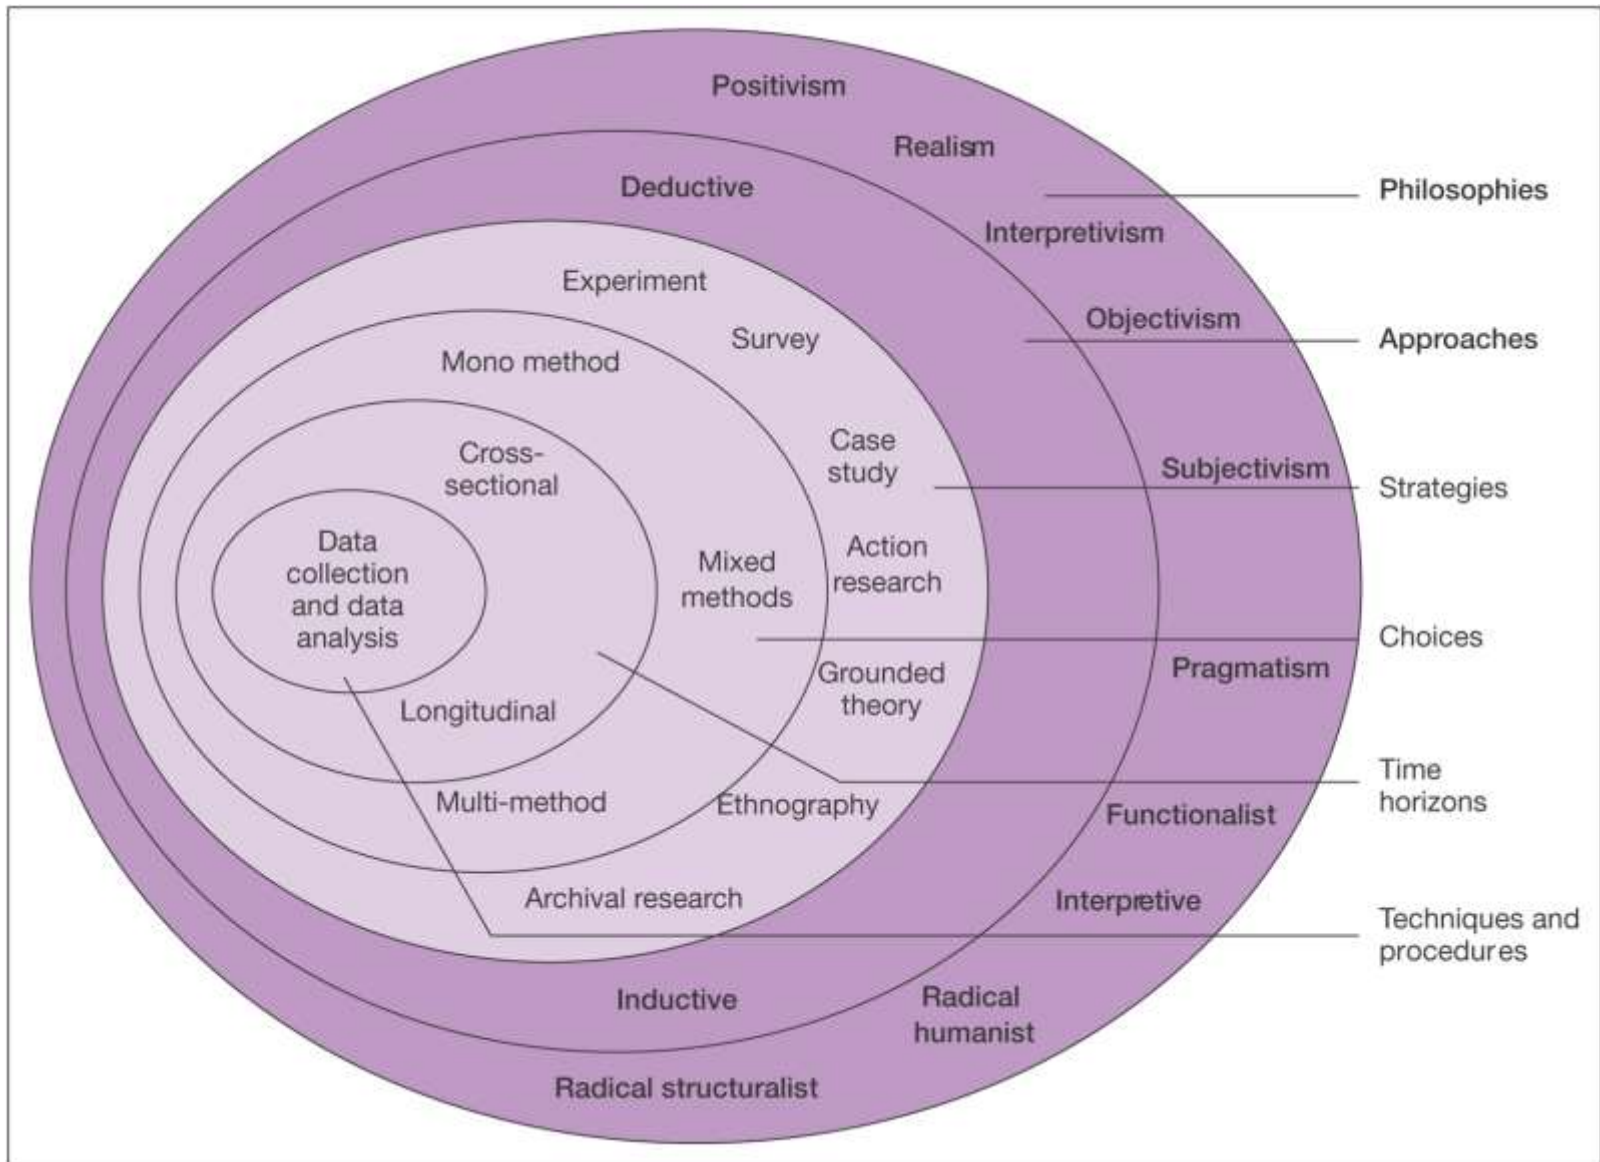 Positivism
Realism
Deductive
Philosophies
Interpretivism
Experiment
Objectivism
Survey
Approaches
Mono method
Case
study
Cross-
sectional
Subjectivism
Strategies
Data
collection
and data
analysis
Mixed
methods
Action
research
Choices
Pragmatism
Grounded
theory
Longitudinal
Time
horizons
Multi-method
Ethnography
Functionalist
Archival research
Interpretive
Techniques and
procedures
Inductive
Radical
humanist
Radical structuralist